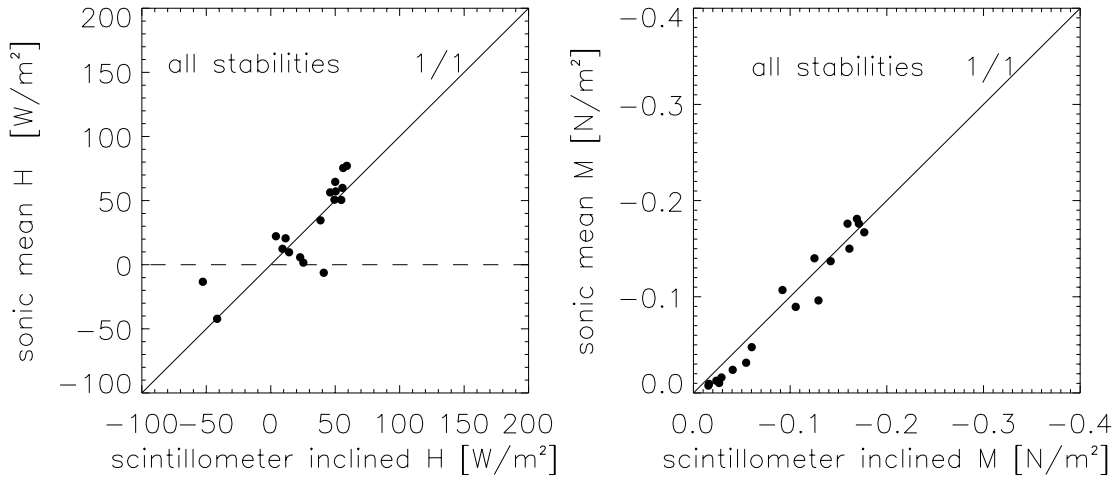 200
150
100
50
0
−50
−100
sonic mean H [W/m²]
all stabilities 1/1
−100 −50 0 50 100 150 200
scintillometer inclined H [W/m²]
−0.4
−0.3
−0.2
−0.1
0.0
sonic mean M [N/m²]
all stabilities 1/1
0.0 −0.1 −0.2 −0.3 −0.4
scintillometer inclined M [N/m²]